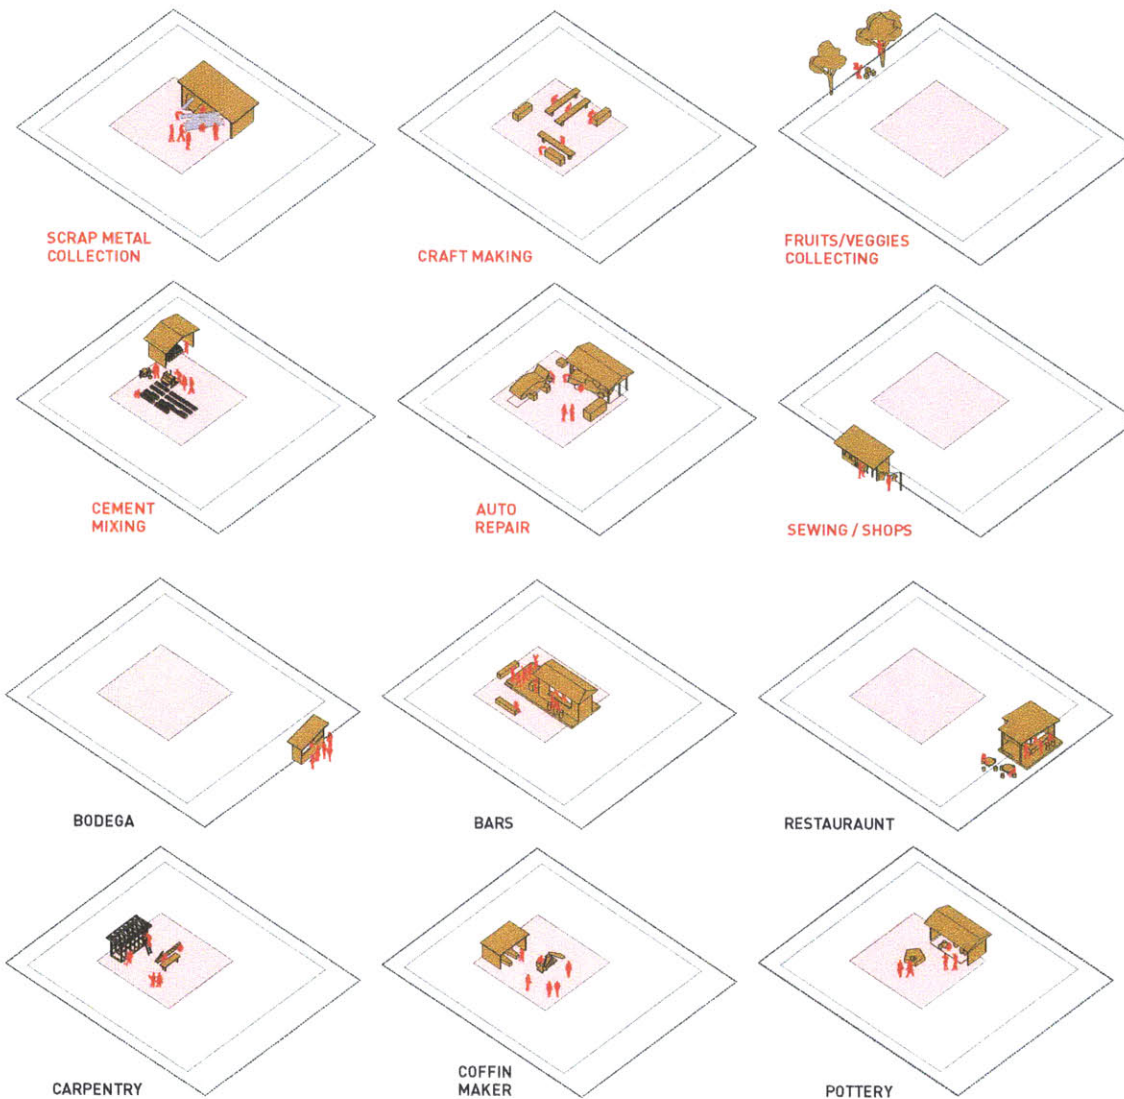 SCRAP METAL
COLLECTION
CRAFT MAKING
FRUITS/VEGGIES
COLLECTING
CEMENT
MIXING
AUTO
REPAIR
SEWING / SHOPS
BODEGA
BARS
RESTAURAUNT
CARPENTRY
COFFIN
MAKER
POTTERY